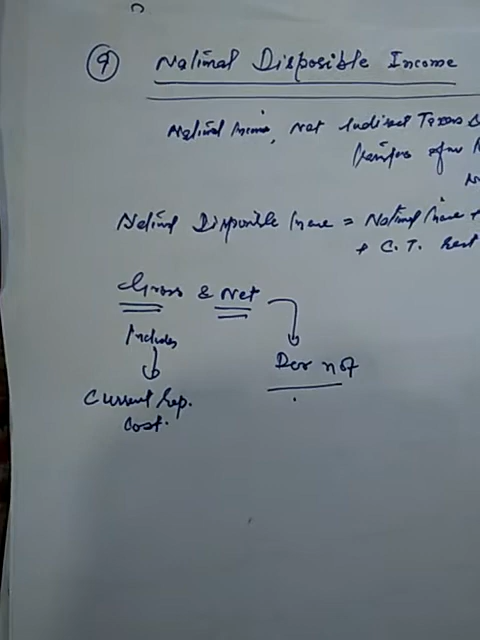 9 National Disposible Income
National Income, Net Indirect Taxes &
transfers from
National Disposible Income = National Income +
+ C. T. Rest
Gross & Net
Includes
Does not
Current Rep.
Cost.